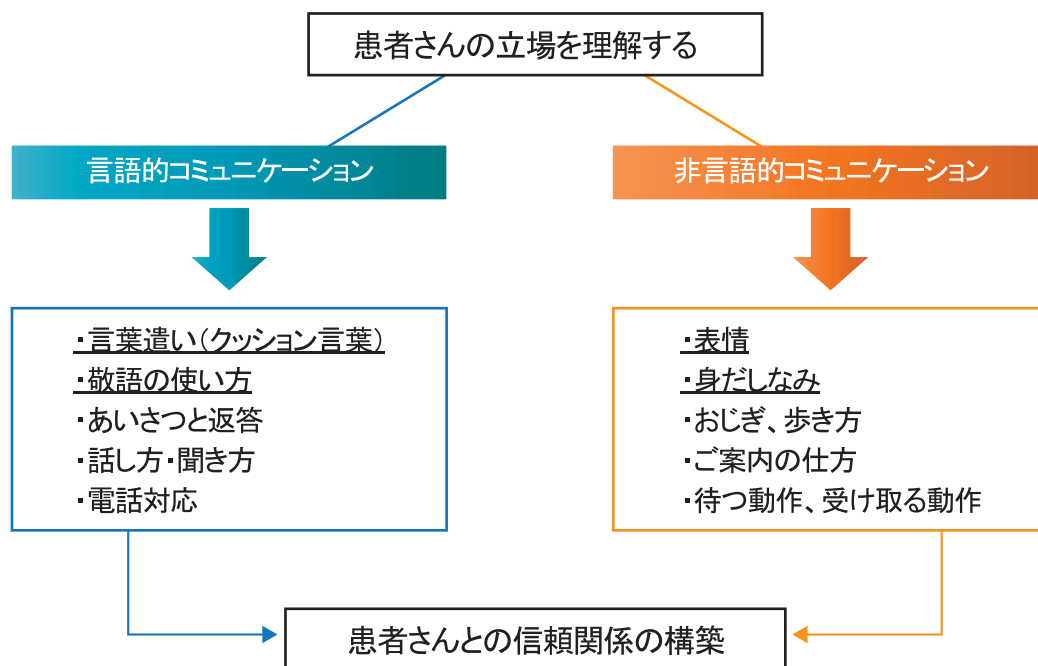 患者さんの立場を理解する
言語的コミュニケーション
・言葉遣い(クッション言葉)
・敬語の使い方
・あいさつと返答
・話し方・聞き方
・電話対応
非言語的コミュニケーション
・表情
・身だしなみ
・おじぎ、歩き方
・ご案内の仕方
・待つ動作、受け取る動作
患者さんとの信頼関係の構築